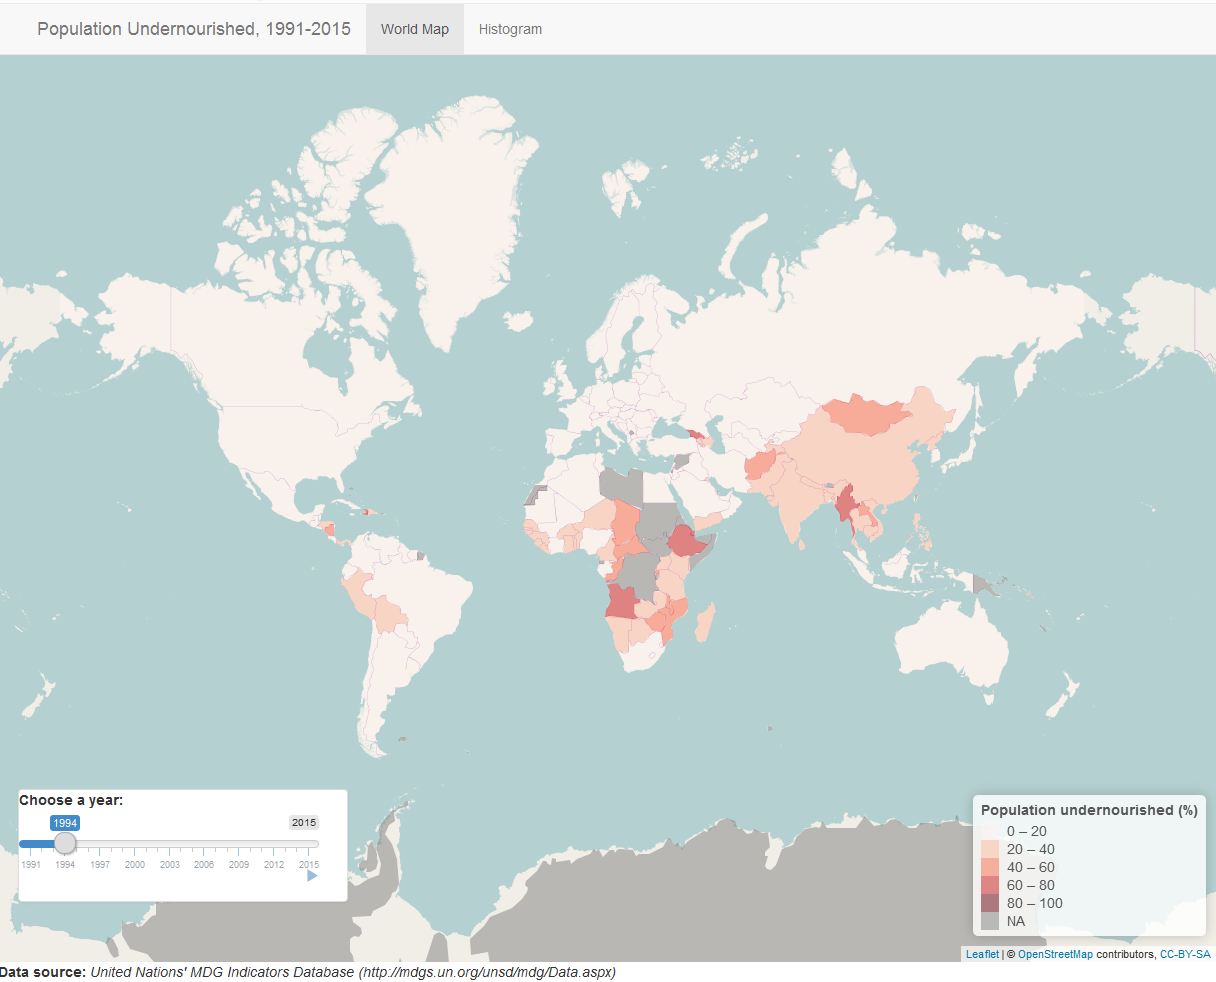 Population Undernourished, 1991-2015 World Map Histogram
Choose a year:
1994 2015
1991 1994 1997 2000 2003 2006 2009 2012 2015
Population undernourished (%)
0 – 20
20 – 40
40 – 60
60 – 80
80 – 100
NA
Leaflet | © OpenStreetMap contributors, CC-BY-SA
Data source: United Nations' MDG Indicators Database (http://mdgs.un.org/unsd/mdg/Data.aspx)